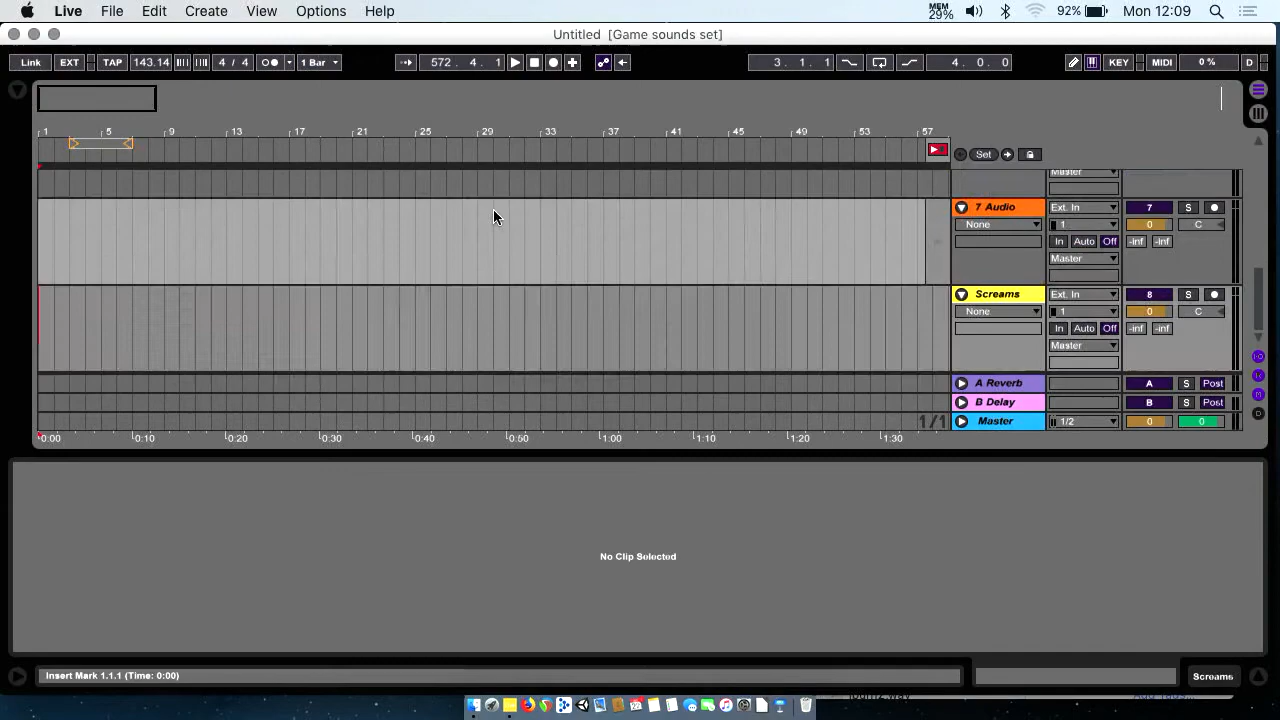 Live File Edit Create View Options Help MEM 29% 92% Mon 12:09
Untitled [Game sounds set]
Link EXT TAP 143.14 4 / 4 1 Bar 572. 4. 1 3. 1. 1 4. 0. 0 KEY MIDI 0 % D
1 5 9 13 17 21 25 29 33 37 41 45 49 53 57
Set
Master
7 Audio Ext. In 7 S
None 1 0 C
In Auto Off -inf -inf
Master
Screams Ext. In 8 S
None 1 0 C
In Auto Off -inf -inf
Master
A Reverb A S Post
B Delay B S Post
1/1 Master 1/2 0 0
0:00 0:10 0:20 0:30 0:40 0:50 1:00 1:10 1:20 1:30
No Clip Selected
Insert Mark 1.1.1 (Time: 0:00) Screams